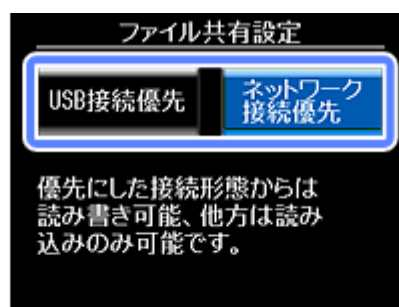 ファイル共有設定
USB接続優先
ネットワーク
接続優先
優先にした接続形態からは
読み書き可能、他方は読み
込みのみ可能です。